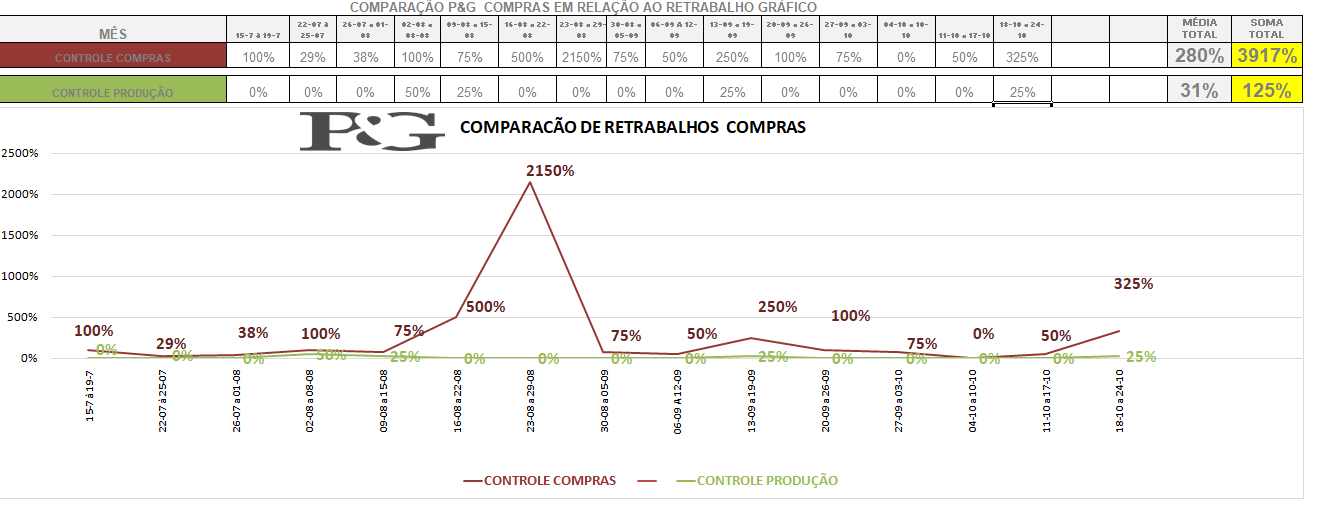 COMPARAÇÃO P&G COMPRAS EM RELAÇÃO AO RETRABALHO GRÁFICO
MÊS 15-7 à 19-7 22-07 à 25-07 26-07 a 01-08 02-08 a 08-08 09-08 a 15-08 16-08 a 22-08 23-08 a 29-08 30-08 a 05-09 06-09 A 12-09 13-09 a 19-09 20-09 a 26-09 27-09 a 03-10 04-10 a 10-10 11-10 a 17-10 18-10 a 24-10 MÉDIA TOTAL SOMA TOTAL
CONTROLE COMPRAS 100% 29% 38% 100% 75% 500% 2150% 75% 50% 250% 100% 75% 0% 50% 325% 280% 3917%
CONTROLE PRODUÇÃO 0% 0% 0% 50% 25% 0% 0% 0% 0% 25% 0% 0% 0% 0% 25% 31% 125%
P&G COMPARACÃO DE RETRABALHOS COMPRAS
2500%
2000%
1500%
1000%
500%
0%
100% 29% 38% 100% 75% 500% 2150% 75% 50% 250% 100% 75% 0% 50% 325%
0% 0% 0% 50% 25% 0% 0% 0% 0% 25% 0% 0% 0% 0% 25%
15-7 à 19-7
22-07 à 25-07
26-07 a 01-08
02-08 a 08-08
09-08 a 15-08
16-08 a 22-08
23-08 a 29-08
30-08 a 05-09
06-09 A 12-09
13-09 a 19-09
20-09 a 26-09
27-09 a 03-10
04-10 a 10-10
11-10 a 17-10
18-10 a 24-10
CONTROLE COMPRAS CONTROLE PRODUÇÃO